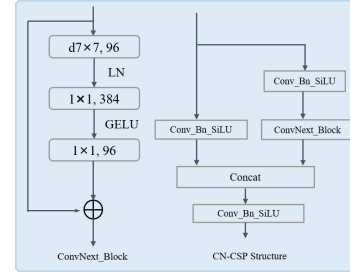 d7×7, 96
LN
1×1, 384
GELU
1×1, 96
ConvNext_Block
Conv_Bn_SiLU
Conv_Bn_SiLU
ConvNext_Block
Concat
Conv_Bn_SiLU
CN-CSP Structure